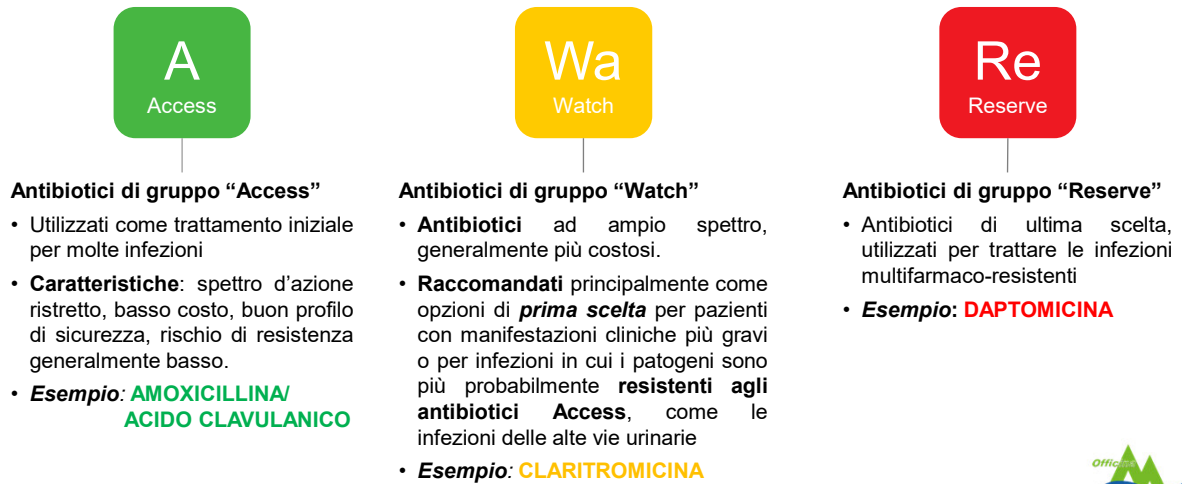 A
Access
Antibiotici di gruppo “Access”
• Utilizzati come trattamento iniziale
per molte infezioni
• Caratteristiche: spettro d’azione
ristretto, basso costo, buon profilo
di sicurezza, rischio di resistenza
generalmente basso.
• Esempio: AMOXICILLINA/
ACIDO CLAVULANICO
Wa
Watch
Antibiotici di gruppo “Watch”
• Antibiotici ad ampio spettro,
generalmente più costosi.
• Raccomandati principalmente come
opzioni di prima scelta per pazienti
con manifestazioni cliniche più gravi
o per infezioni in cui i patogeni sono
più probabilmente resistenti agli
antibiotici Access, come le
infezioni delle alte vie urinarie
• Esempio: CLARITROMICINA
Re
Reserve
Antibiotici di gruppo “Reserve”
• Antibiotici di ultima scelta,
utilizzati per trattare le infezioni
multifarmaco-resistenti
• Esempio: DAPTOMICINA